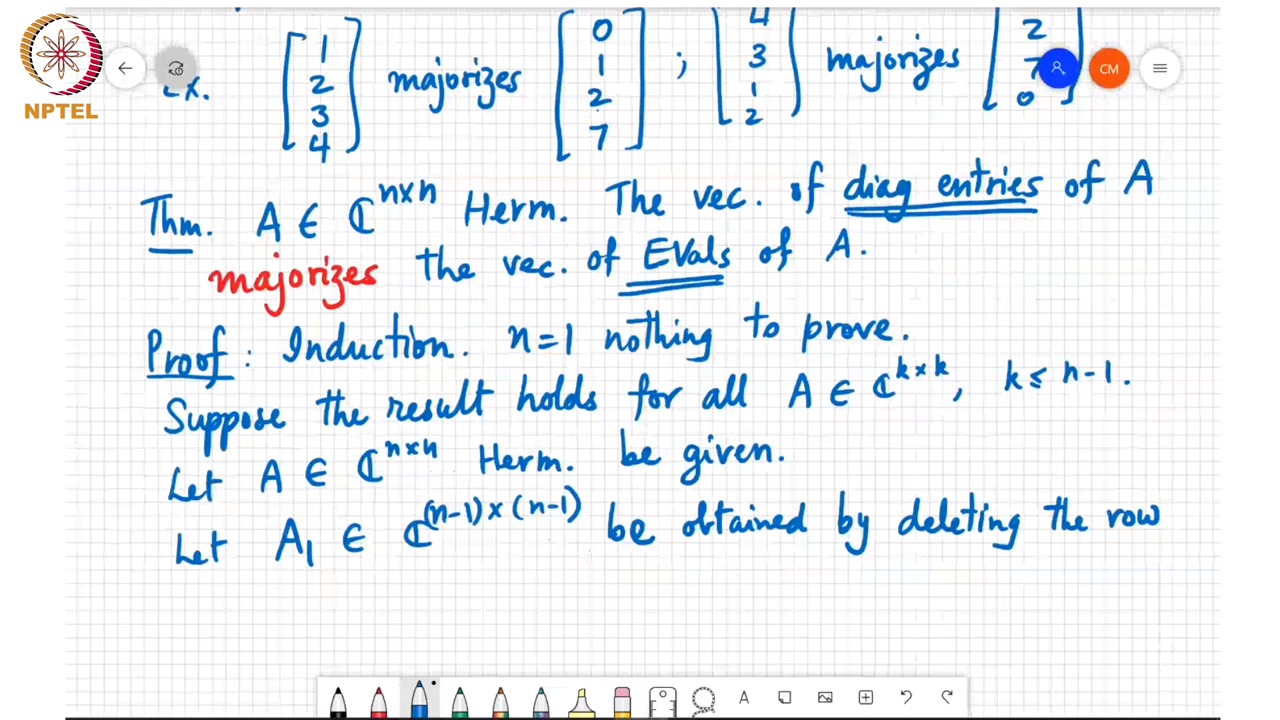 NPTEL
CM
Ex. [1 2 3 4] majorizes [0 1 2 7] ; [4 3 1 2] majorizes [2 7 0]
Thm. A ∈ ℂ^{n×n} Herm. The vec. of diag entries of A
majorizes the vec. of EVals of A.
Proof: Induction. n=1 nothing to prove.
Suppose the result holds for all A ∈ ℂ^{k×k}, k ≤ n-1.
Let A ∈ ℂ^{n×n} Herm. be given.
Let A₁ ∈ ℂ^{(n-1)×(n-1)} be obtained by deleting the row
A